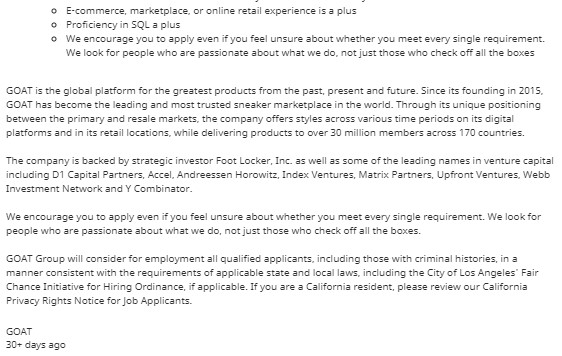 E-commerce, marketplace, or online retail experience is a plus
Proficiency in SQL a plus
We encourage you to apply even if you feel unsure about whether you meet every single requirement.
We look for people who are passionate about what we do, not just those who check off all the boxes
GOAT is the global platform for the greatest products from the past, present and future. Since its founding in 2015,
GOAT has become the leading and most trusted sneaker marketplace in the world. Through its unique positioning
between the primary and resale markets, the company offers styles across various time periods on its digital
platforms and in its retail locations, while delivering products to over 30 million members across 170 countries.
The company is backed by strategic investor Foot Locker, Inc. as well as some of the leading names in venture capital
including D1 Capital Partners, Accel, Andreessen Horowitz, Index Ventures, Matrix Partners, Upfront Ventures, Webb
Investment Network and Y Combinator.
We encourage you to apply even if you feel unsure about whether you meet every single requirement. We look for
people who are passionate about what we do, not just those who check off all the boxes.
GOAT Group will consider for employment all qualified applicants, including those with criminal histories, in a
manner consistent with the requirements of applicable state and local laws, including the City of Los Angeles' Fair
Chance Initiative for Hiring Ordinance, if applicable. If you are a California resident, please review our California
Privacy Rights Notice for Job Applicants.
GOAT
30+ days ago